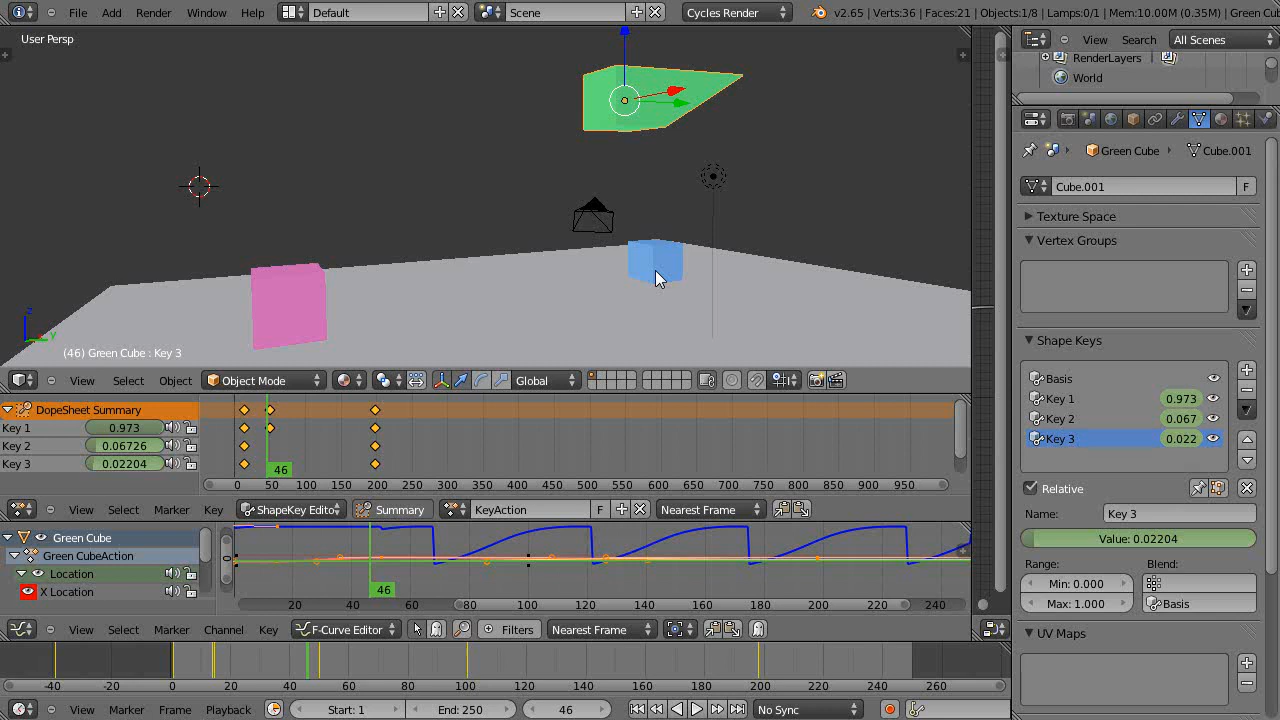 File Add Render Window Help Default Scene Cycles Render v2.65 | Verts:36 | Faces:21 | Objects:1/8 | Lamps:0/1 | Mem:10.00M (0.35M) | Green Cu
User Persp
View Search All Scenes
RenderLayers
World
Green Cube Cube.001
Cube.001 F
Texture Space
Vertex Groups
Shape Keys
Basis
Key 1 0.973
Key 2 0.067
Key 3 0.022
Relative
Name: Key 3
Value: 0.02204
Range: Blend:
Min: 0.000
Max: 1.000 Basis
UV Maps
z
y
(46) Green Cube : Key 3
View Select Object Object Mode Global
DopeSheet Summary
Key 1 0.973
Key 2 0.06726
Key 3 0.02204
46
0 50 100 150 200 250 300 350 400 450 500 550 600 650 700 750 800 850 900 950
View Select Marker Key ShapeKey Edito Summary KeyAction F Nearest Frame
Green Cube
Green CubeAction
Location
X Location
46
20 40 60 80 100 120 140 160 180 200 220 240
View Select Marker Channel Key F-Curve Editor Filters Nearest Frame
-40 -20 0 20 40 60 80 100 120 140 160 180 200 220 240 260
View Marker Frame Playback Start: 1 End: 250 46 No Sync